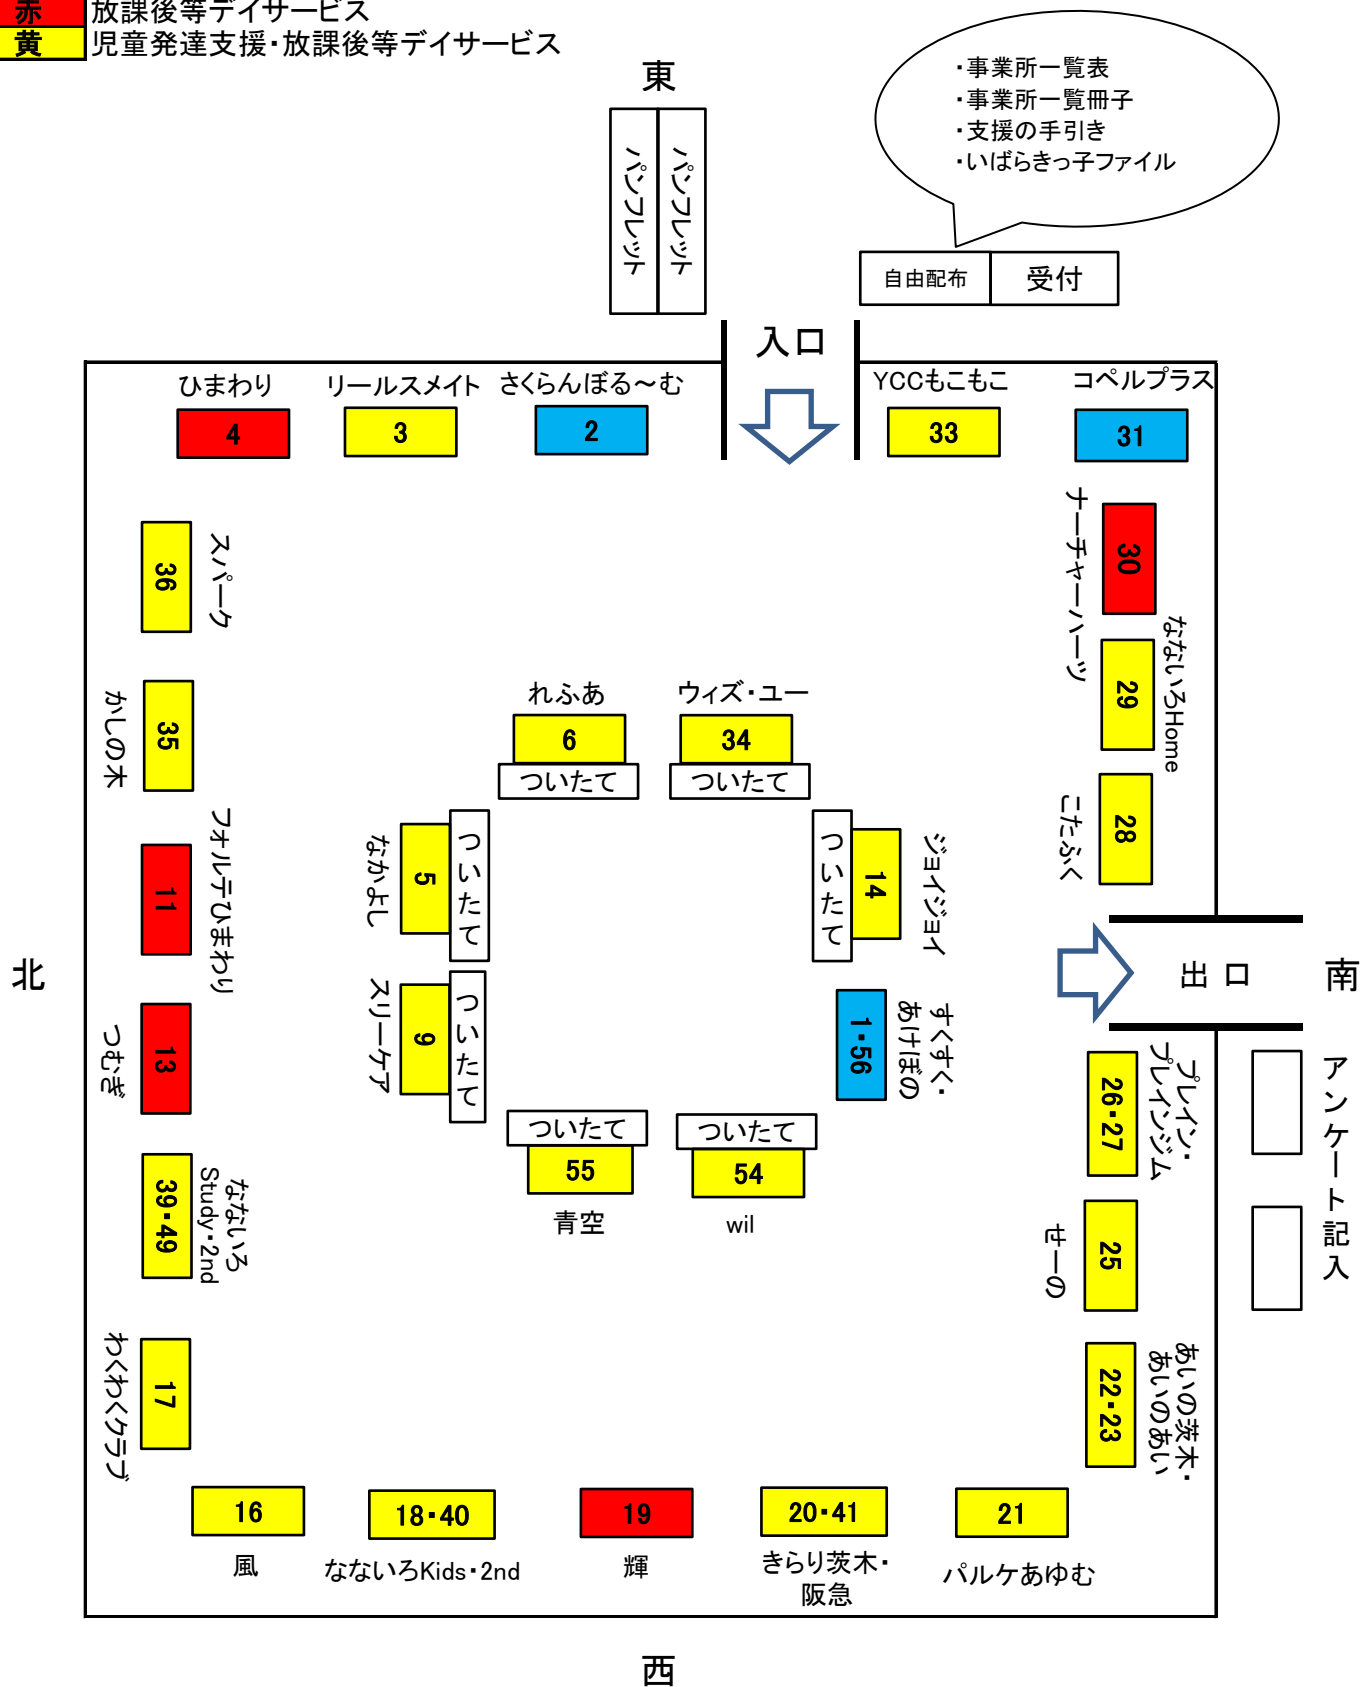 赤 放課後等デイサービス
黄 児童発達支援・放課後等デイサービス
東
・事業所一覧表
・事業所一覧冊子
・支援の手引き
・いばらきっ子ファイル
パンフレット
パンフレット
自由配布
受付
入口
ひまわり
4
リールスメイト
3
さくらんぼる～む
2
YCCもこもこ
33
コペルプラス
31
スパーク
36
かしの木
35
フォルテひまわり
11
つむぎ
13
なないろ
Study・2nd
39・49
わくわくクラブ
17
北
れふあ
6
ついたて
ウィズ・ユー
34
ついたて
なかよし
5
ついたて
スリーケア
9
ついたて
ジョイジョイ
14
ついたて
すくすく・
あけぼの
1・56
ついたて
55
青空
ついたて
54
wil
ナーチャーハーツ
30
なないろHome
29
こたふく
28
出口
南
プレイン・
プレインジム
26・27
せーの
25
あいの茨木・
あいのあい
22・23
アンケート記入
16
風
18・40
なないろKids・2nd
19
輝
20・41
きらり茨木・
阪急
21
パルケあゆむ
西